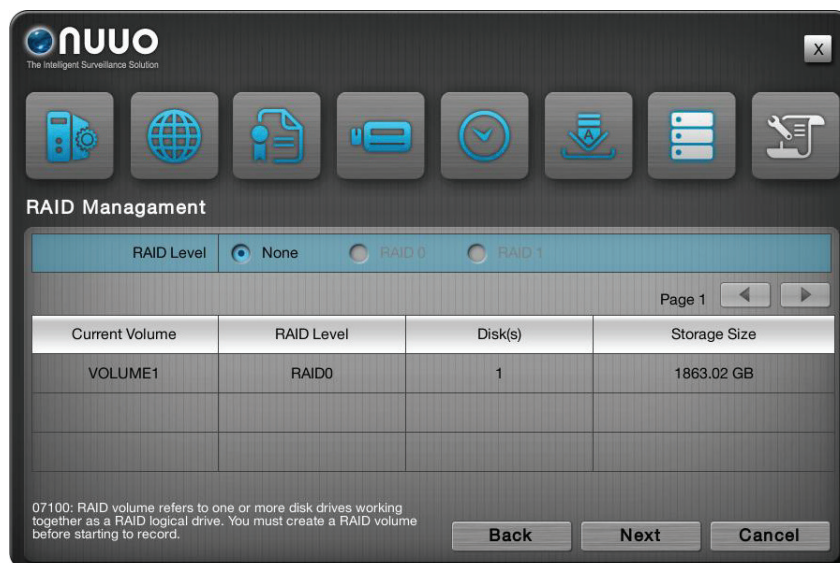 nuuo
The Intelligent Surveillance Solution
X
A
RAID Managament
RAID Level None RAID 0 RAID 1
Page 1
Current Volume RAID Level Disk(s) Storage Size
VOLUME1 RAID0 1 1863.02 GB
07100: RAID volume refers to one or more disk drives working
together as a RAID logical drive. You must create a RAID volume
before starting to record.
Back Next Cancel